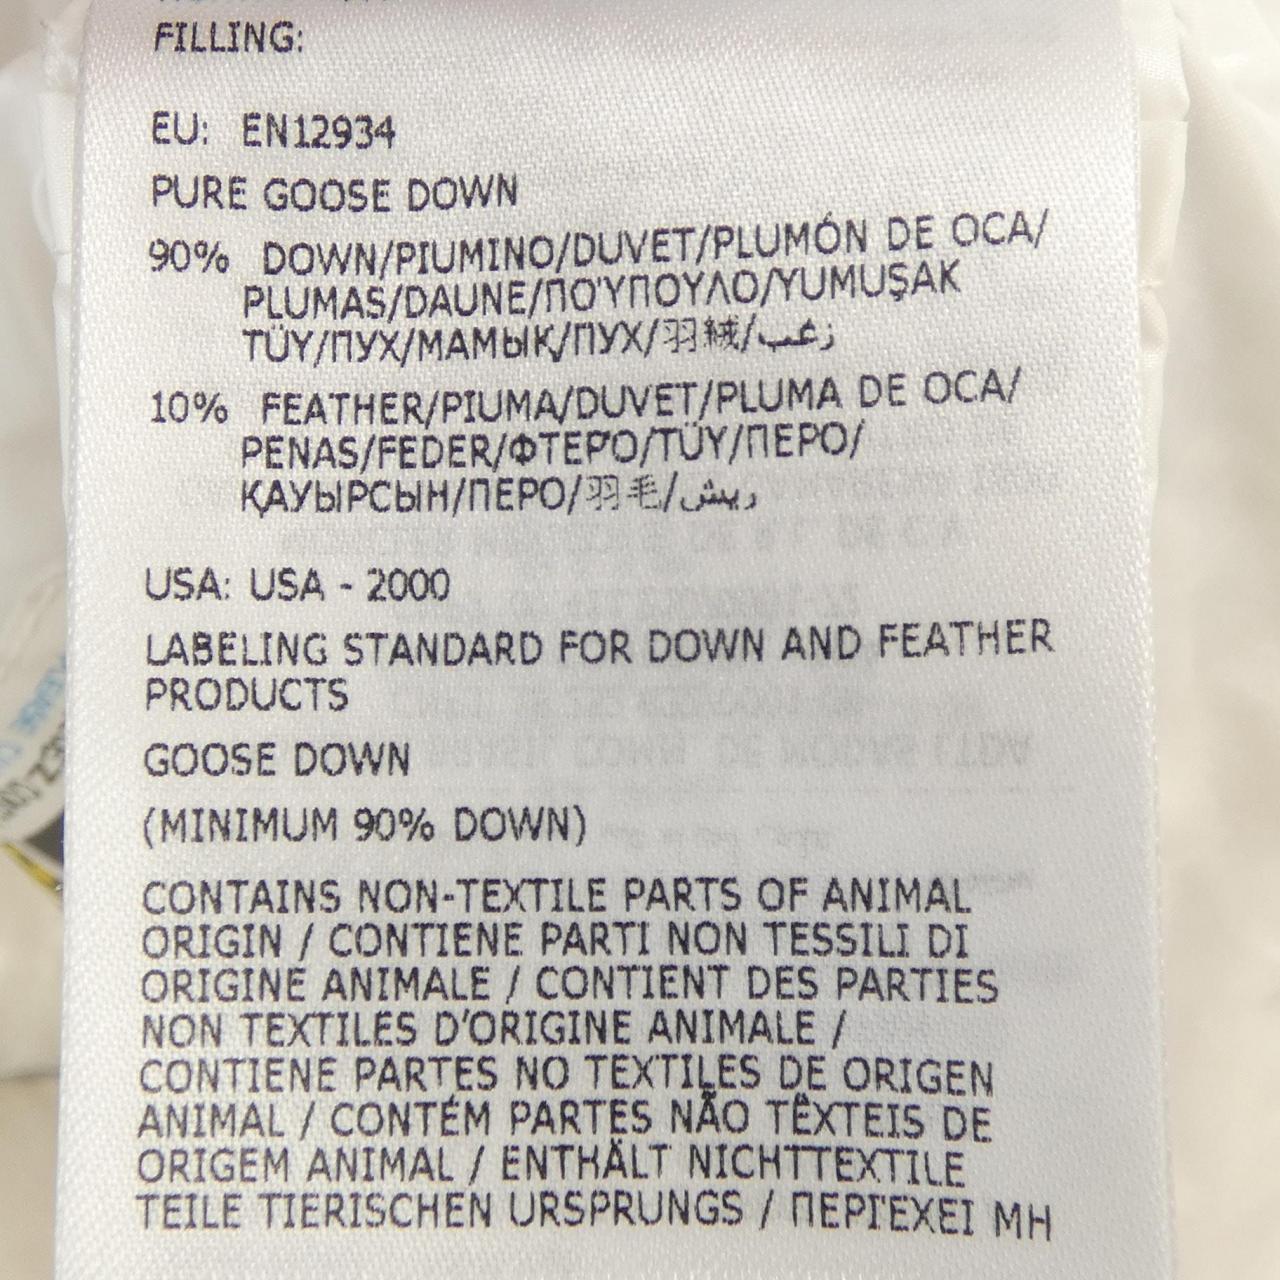 FILLING:
EU: EN12934
PURE GOOSE DOWN
90% DOWN/PIUMINO/DUVET/PLUMÓN DE OCA/
PLUMAS/DAUNE/ΠΟΎΠΟΥΛΟ/YUMUŞAK
TÜY/ПУХ/МАМЫҚ/ПУХ/羽绒/زغب
10% FEATHER/PIUMA/DUVET/PLUMA DE OCA/
PENAS/FEDER/ΦΤΕΡΌ/TÜY/ПЕРО/
ҚАУЫРСЫН/ПЕРО/羽毛/ريش
USA: USA - 2000
LABELING STANDARD FOR DOWN AND FEATHER
PRODUCTS
GOOSE DOWN
(MINIMUM 90% DOWN)
CONTAINS NON-TEXTILE PARTS OF ANIMAL
ORIGIN / CONTIENE PARTI NON TESSILI DI
ORIGINE ANIMALE / CONTIENT DES PARTIES
NON TEXTILES D'ORIGINE ANIMALE /
CONTIENE PARTES NO TEXTILES DE ORIGEN
ANIMAL / CONTÉM PARTES NÃO TÊXTEIS DE
ORIGEM ANIMAL / ENTHÄLT NICHTTEXTILE
TEILE TIERISCHEN URSPRUNGS / ΠΕΡΙΈΧΕΙ ΜΗ